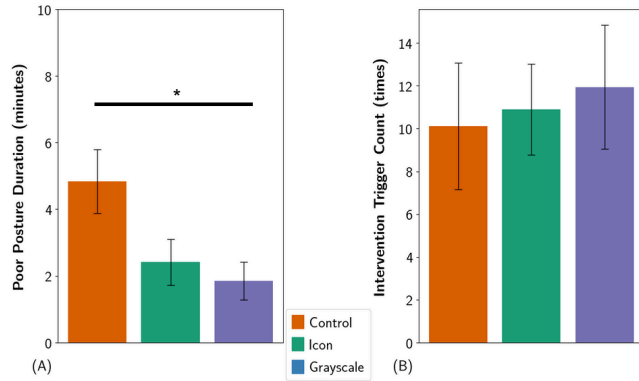 Poor Posture Duration (minutes)
10
8
6
4
2
0
*
(A)
Control
Icon
Grayscale
Intervention Trigger Count (times)
14
12
10
8
6
4
2
0
(B)